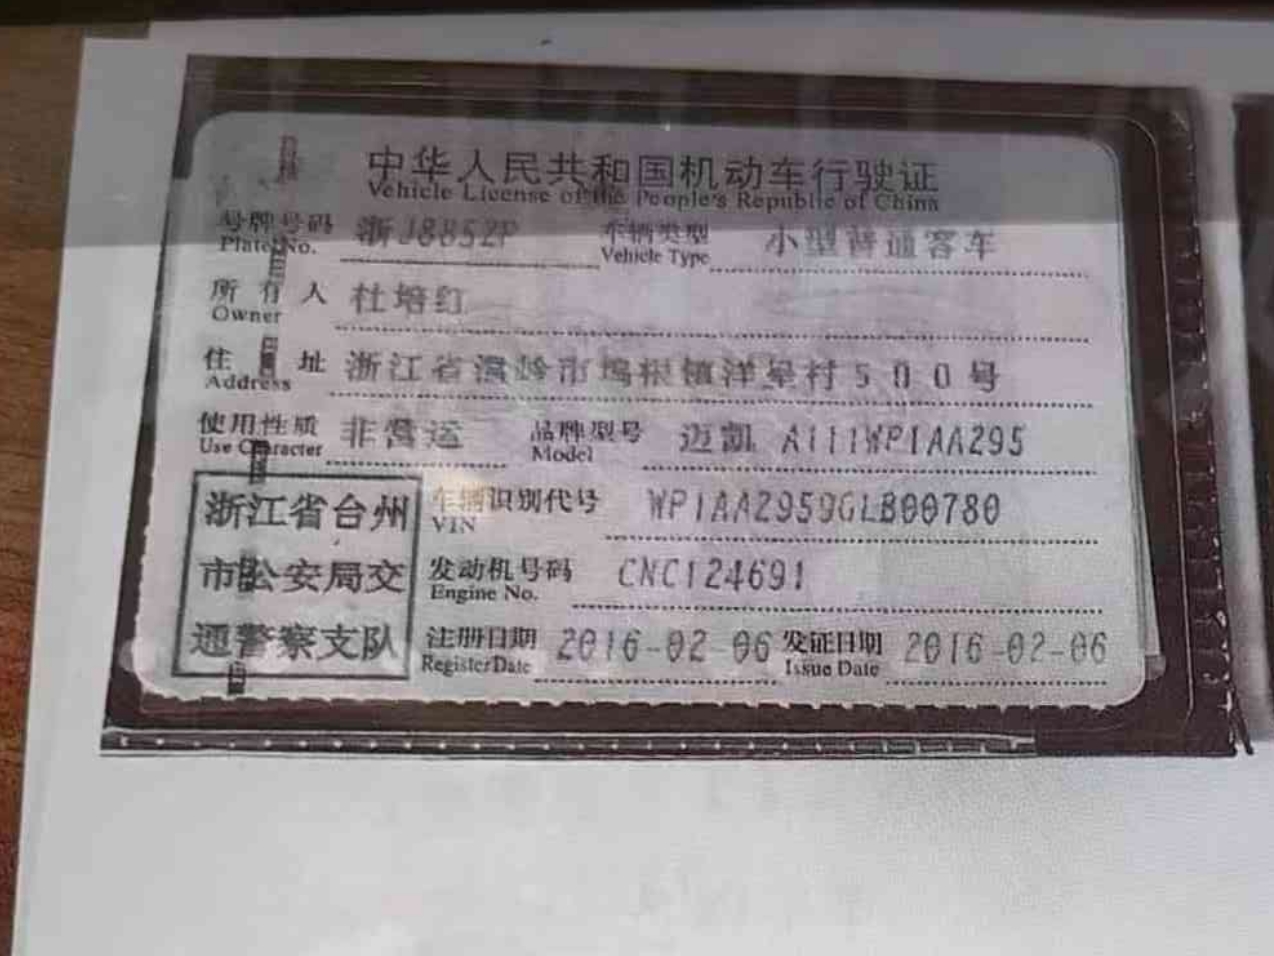 中华人民共和国机动车行驶证
Vehicle License of the People's Republic of China
号牌号码 浙J8852P 车辆类型 小型普通客车
Plate No. Vehicle Type
所有人 杜培红
Owner
住址 浙江省温岭市坞根镇洋呈村500号
Address
使用性质 非营运 品牌型号 迈凯 A111WP1AA295
Use Character Model
浙江省台州
市公安局交
通警察支队
车辆识别代号 WP1AA2959GLB00780
VIN
发动机号码 CNC124691
Engine No.
注册日期 2016-02-06 发证日期 2016-02-06
Register Date Issue Date